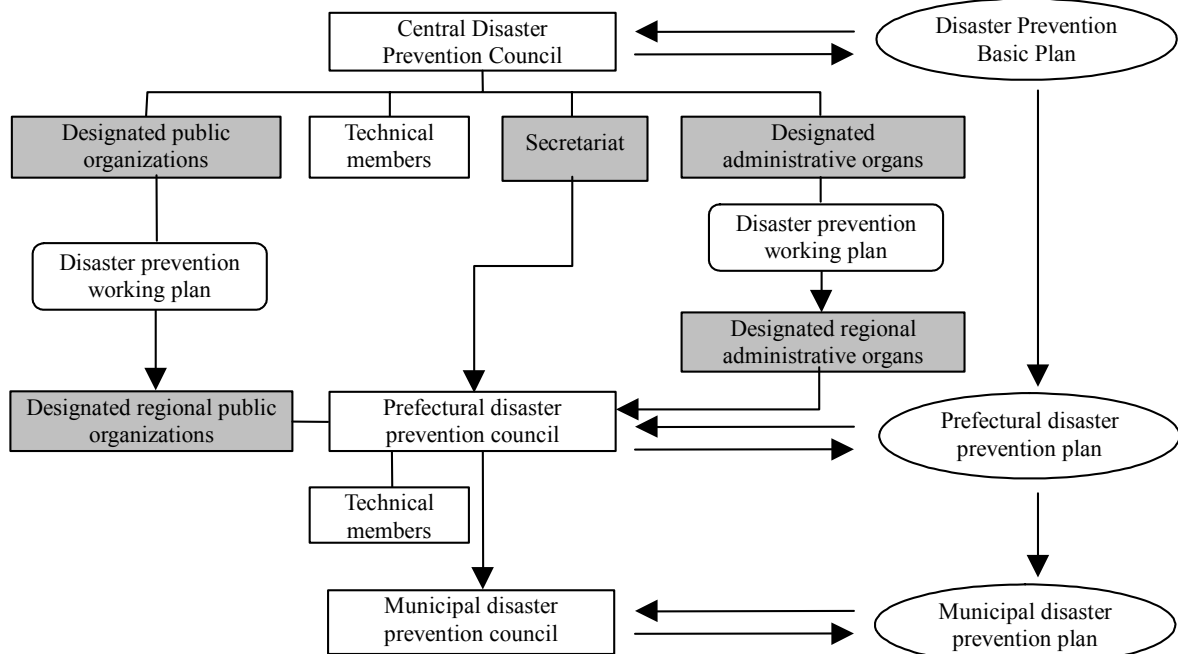 Central Disaster
Prevention Council
Disaster Prevention
Basic Plan
Designated public
organizations
Technical
members
Secretariat
Designated
administrative organs
Disaster prevention
working plan
Disaster prevention
working plan
Designated regional
administrative organs
Designated regional public
organizations
Prefectural disaster
prevention council
Prefectural disaster
prevention plan
Technical
members
Municipal disaster
prevention council
Municipal disaster
prevention plan